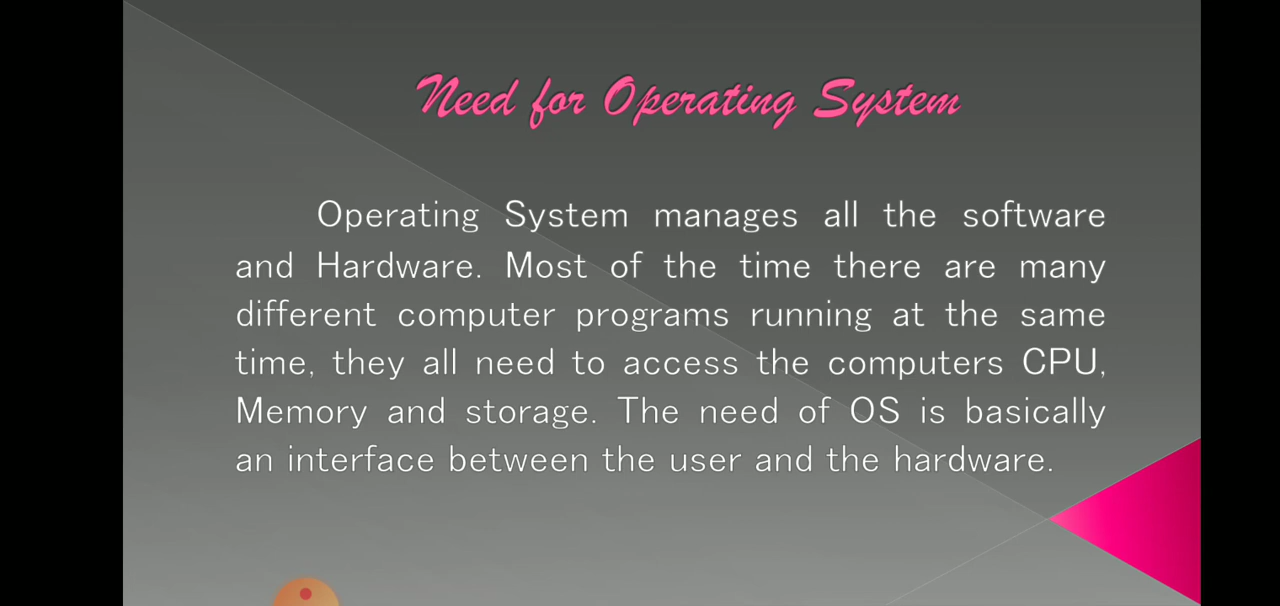 Need for Operating System
Operating System manages all the software
and Hardware. Most of the time there are many
different computer programs running at the same
time, they all need to access the computers CPU,
Memory and storage. The need of OS is basically
an interface between the user and the hardware.